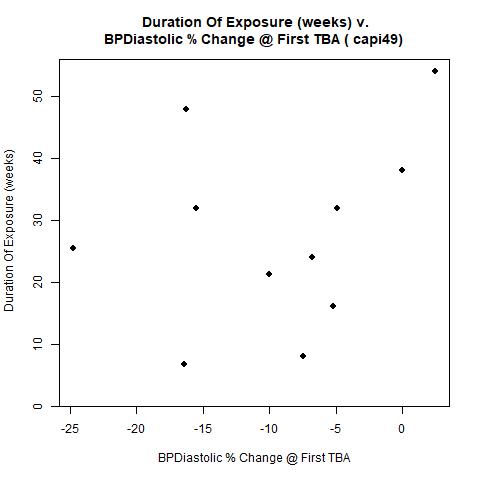 Duration Of Exposure (weeks) v.
BPDiastolic % Change @ First TBA ( capi49)
Duration Of Exposure (weeks)
50
40
30
20
10
0
-25 -20 -15 -10 -5 0
BPDiastolic % Change @ First TBA